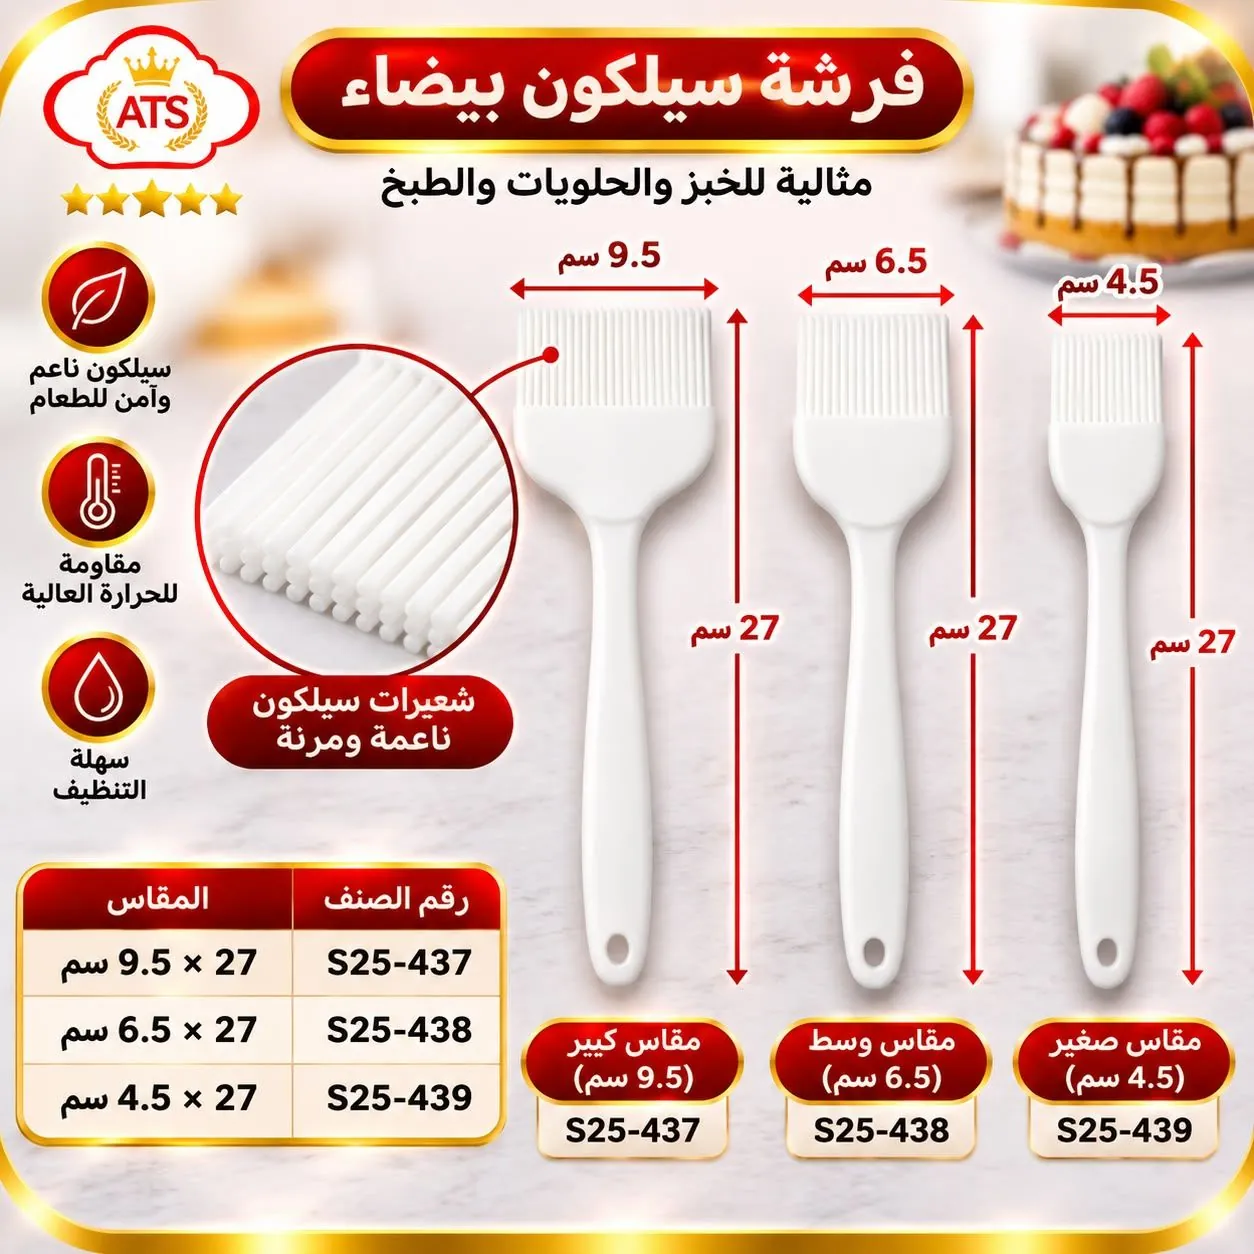 ATS
فرشة سيلكون بيضاء
مثالية للخبز والحلويات والطبخ
9.5 سم
6.5 سم
4.5 سم
سيلكون ناعم
وآمن للطعام
مقاومة
للحرارة العالية
سهلة
التنظيف
27 سم
27 سم
27 سم
شعيرات سيلكون
ناعمة ومرنة
رقم الصنف المقاس
S25-437 27 × 9.5 سم
S25-438 27 × 6.5 سم
S25-439 27 × 4.5 سم
مقاس كبير
(9.5 سم)
S25-437
مقاس وسط
(6.5 سم)
S25-438
مقاس صغير
(4.5 سم)
S25-439